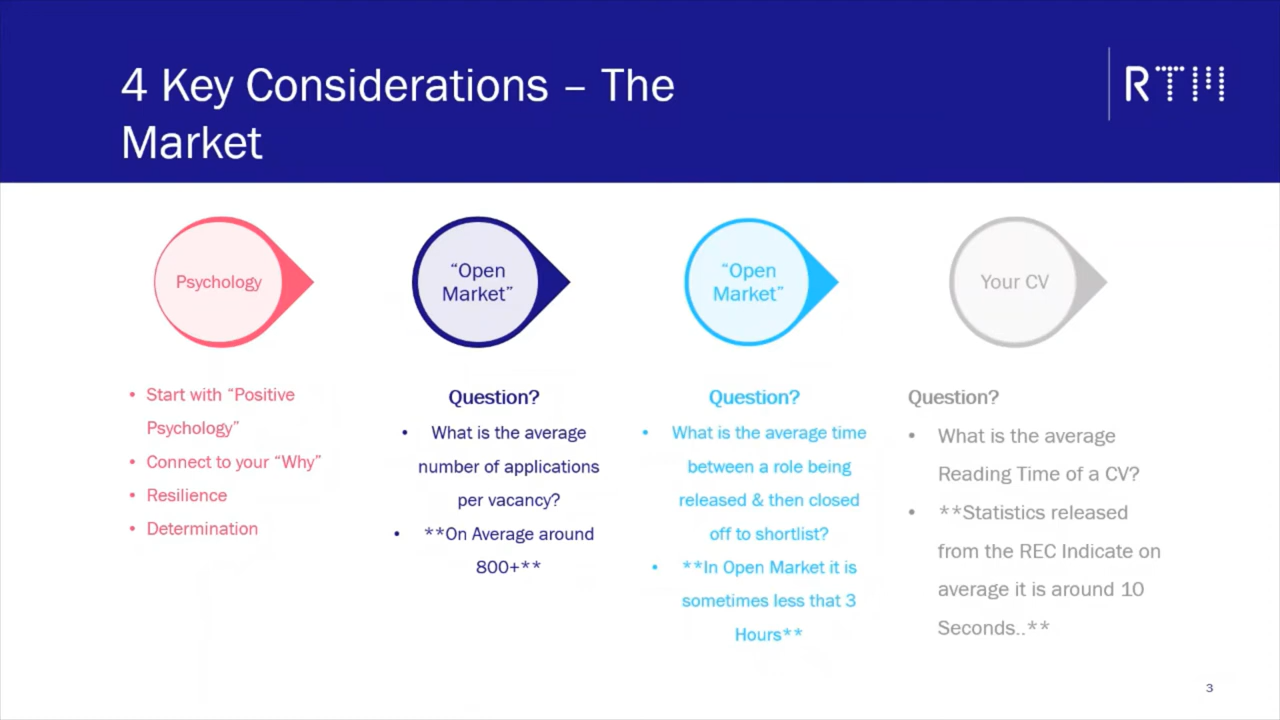 4 Key Considerations – The
Market
RTM
Psychology
“Open
Market”
“Open
Market”
Your CV
• Start with “Positive
Psychology”
• Connect to your “Why”
• Resilience
• Determination
Question?
• What is the average
number of applications
per vacancy?
• **On Average around
800+**
Question?
• What is the average time
between a role being
released & then closed
off to shortlist?
• **In Open Market it is
sometimes less that 3
Hours**
Question?
• What is the average
Reading Time of a CV?
• **Statistics released
from the REC Indicate on
average it is around 10
Seconds..**
3